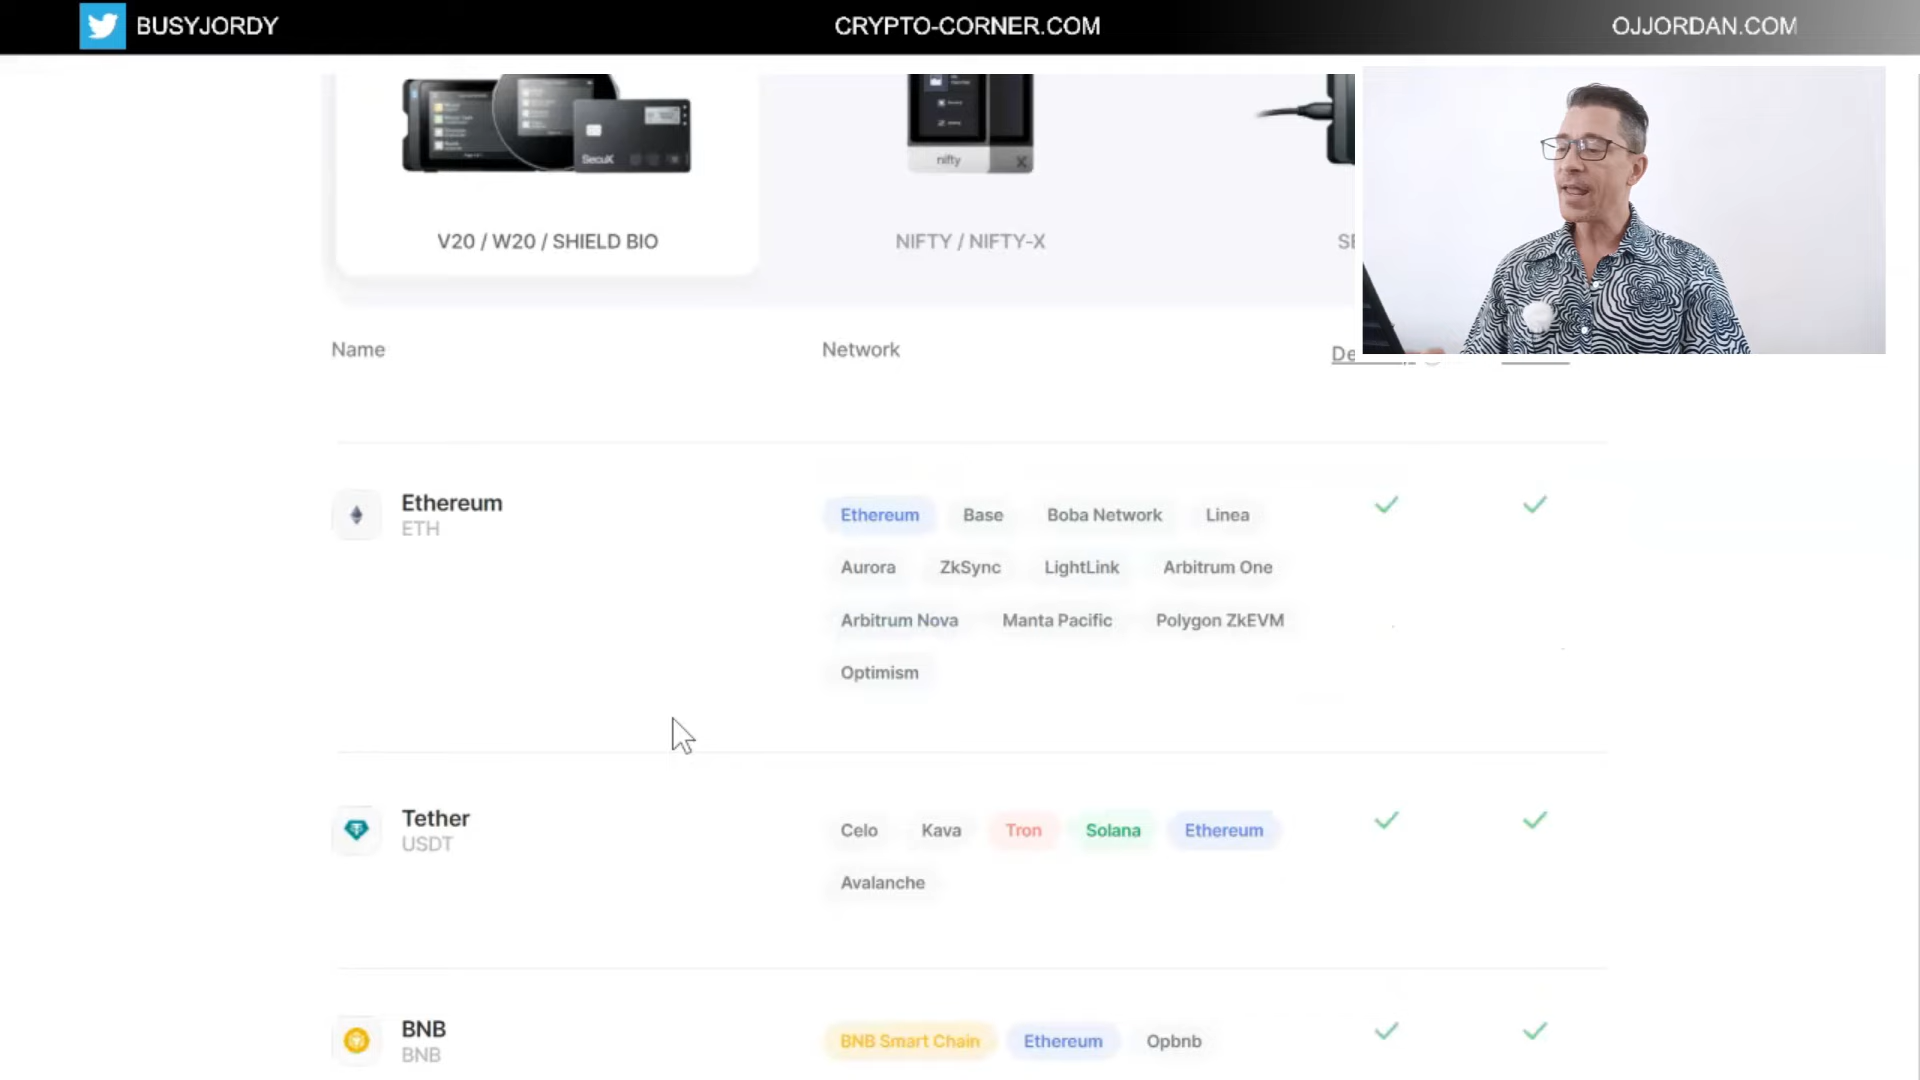 BUSYJORDY
CRYPTO-CORNER.COM
OJJORDAN.COM
SecuX
nifty
X
V20 / W20 / SHIELD BIO
NIFTY / NIFTY-X
Name
Network
Ethereum
ETH
Ethereum Base Boba Network Linea
Aurora ZkSync LightLink Arbitrum One
Arbitrum Nova Manta Pacific Polygon ZkEVM
Optimism
Tether
USDT
Celo Kava Tron Solana Ethereum
Avalanche
BNB
BNB
BNB Smart Chain Ethereum Opbnb